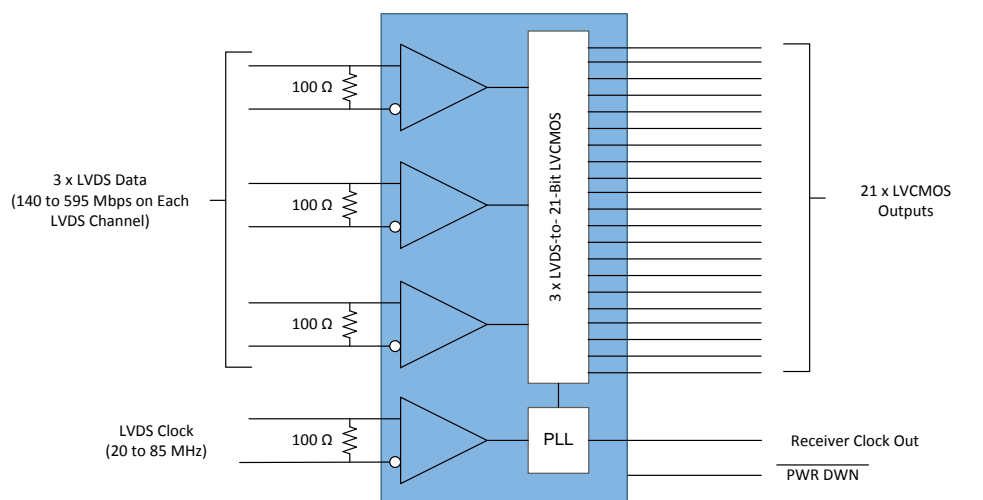 100 Ω
3 x LVDS Data
(140 to 595 Mbps on Each
LVDS Channel)
100 Ω
100 Ω
3 x LVDS-to- 21-Bit LVCMOS
21 x LVCMOS
Outputs
LVDS Clock
(20 to 85 MHz)
100 Ω
PLL
Receiver Clock Out
PWR DWN